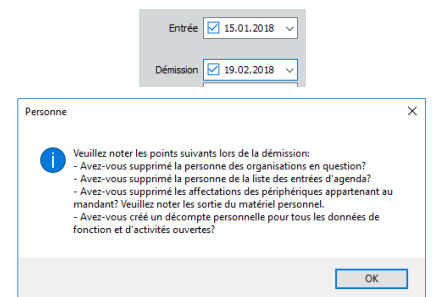 Entrée 15.01.2018
Démission 19.02.2018
Personne
Veuillez noter les points suivants lors de la démission:
- Avez-vous supprimé la personne des organisations en question?
- Avez-vous supprimé la personne de la liste des entrées d'agenda?
- Avez-vous supprimé les affectations des périphériques appartenant au
mandant? Veuillez noter les sortie du matériel personnel.
- Avez-vous créé un décompte personnelle pour tous les données de
fonction et d'activités ouvertes?
OK